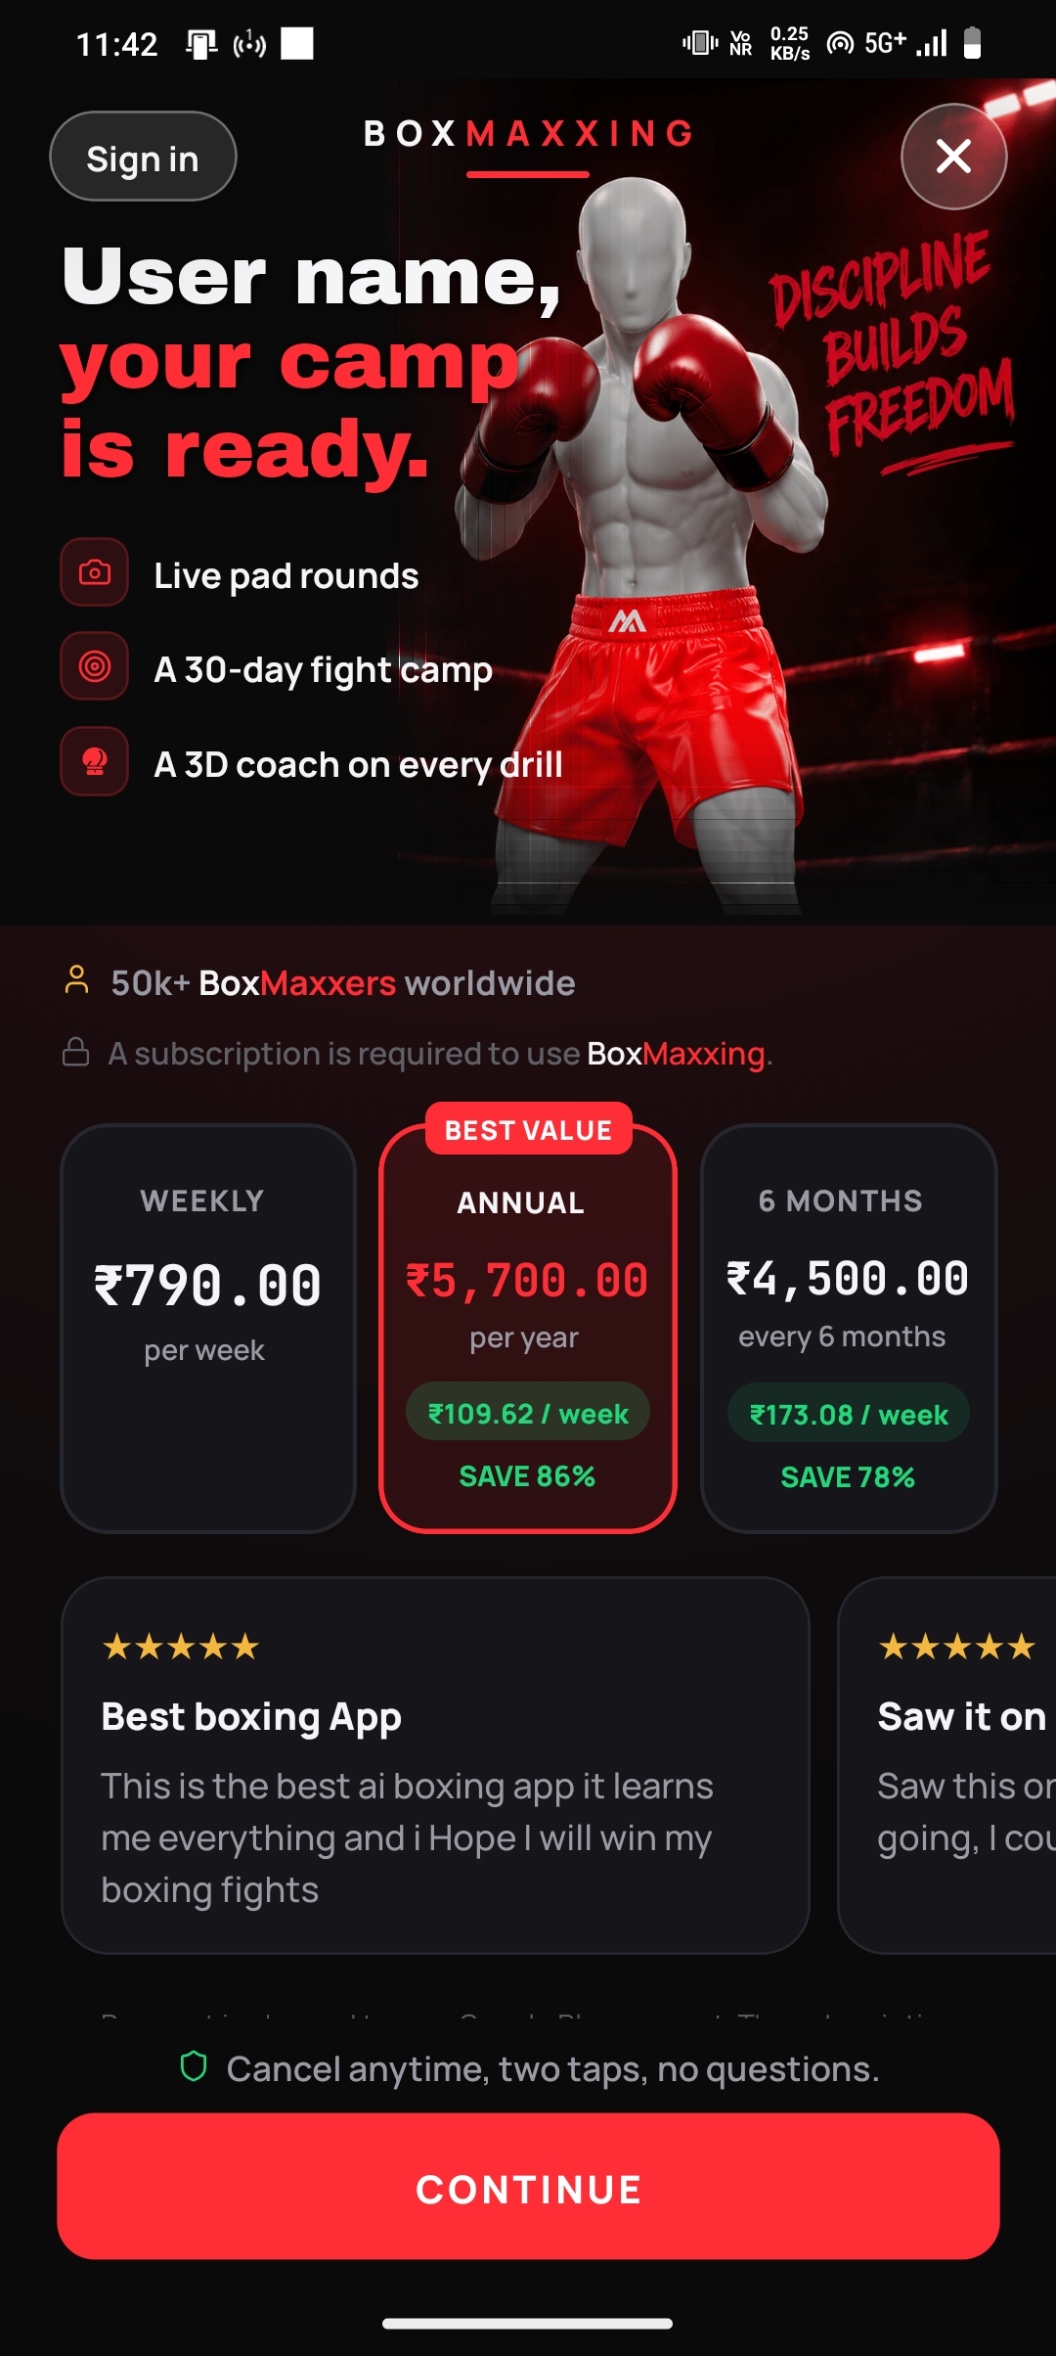 11:42
Vo NR
0.25 KB/s
5G+
Sign in
BOXMAXXING
User name,
your camp
is ready.
DISCIPLINE
BUILDS
FREEDOM
Live pad rounds
A 30-day fight camp
A 3D coach on every drill
50k+ BoxMaxxers worldwide
A subscription is required to use BoxMaxxing.
WEEKLY
₹790.00
per week
BEST VALUE
ANNUAL
₹5,700.00
per year
₹109.62 / week
SAVE 86%
6 MONTHS
₹4,500.00
every 6 months
₹173.08 / week
SAVE 78%
★★★★★
Best boxing App
This is the best ai boxing app it learns
me everything and i Hope I will win my
boxing fights
★★★★★
Saw it on
Saw this
going, I
Cancel anytime, two taps, no questions.
CONTINUE